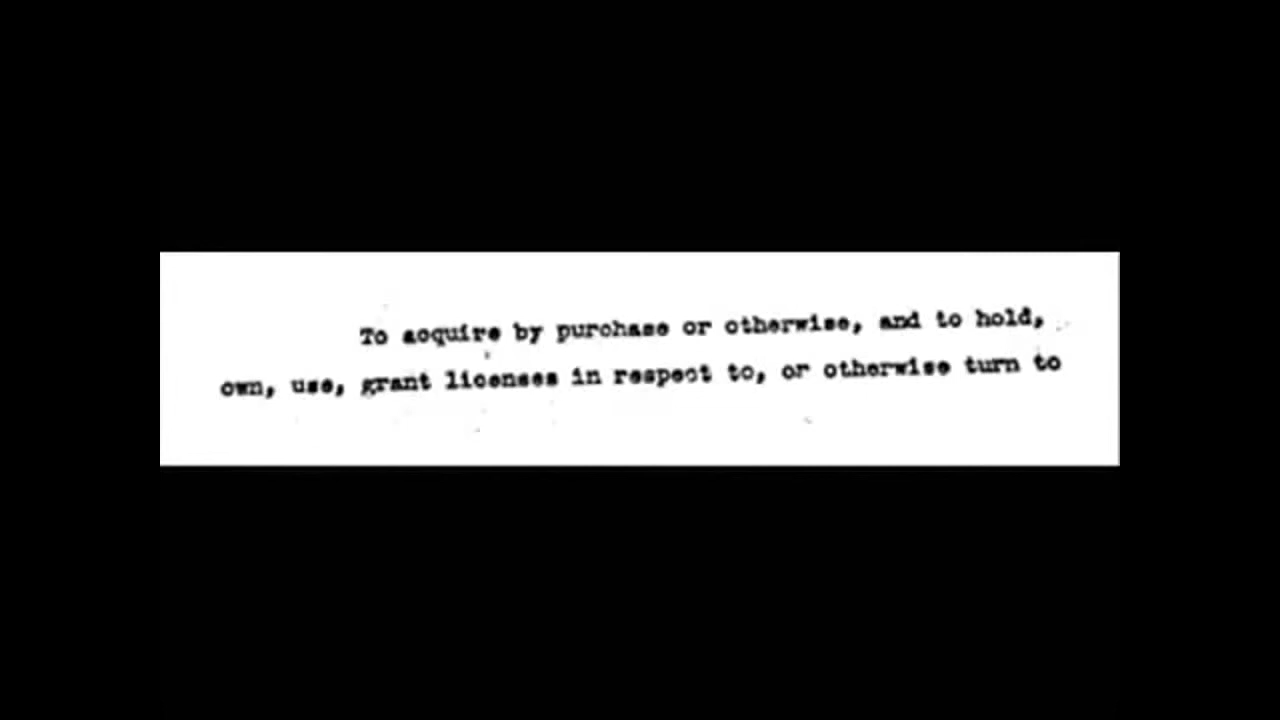 To acquire by purchase or otherwise, and to hold,
own, use, grant licenses in respect to, or otherwise turn to